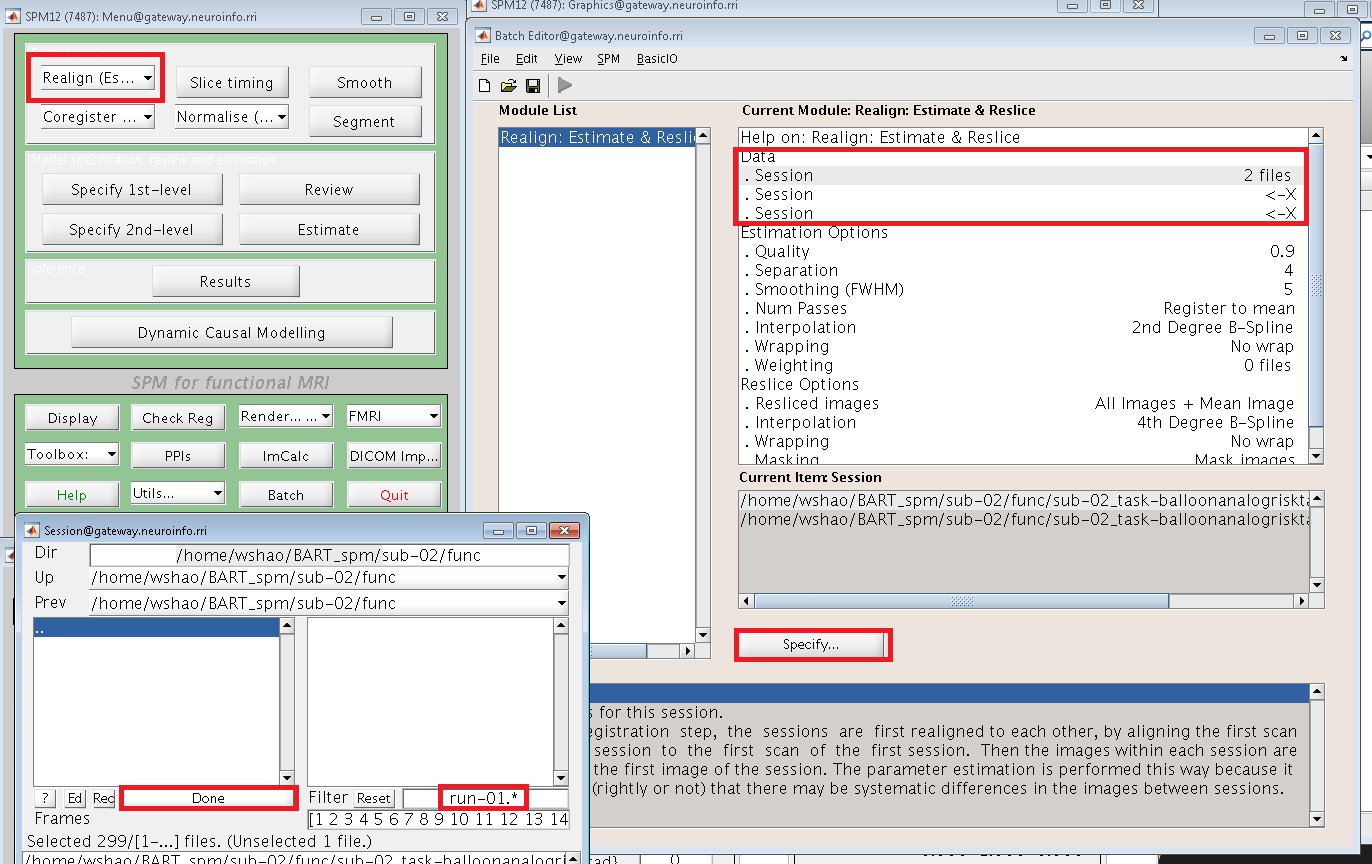 SPM12 (7487): Menu@gateway.neuroinfo.rri
Realign (Es...
Slice timing
Smooth
Coregister ...
Normalise (...
Segment
Model specification, review and estimation
Specify 1st-level
Review
Specify 2nd-level
Estimate
Inference
Results
Dynamic Causal Modelling
SPM for functional MRI
Display
Check Reg
Render... ...
FMRI
Toolbox:
PPIs
ImCalc
DICOM Imp...
Help
Utils...
Batch
Quit
SPM12 (7487): Graphics@gateway.neuroinfo.rri
Batch Editor@gateway.neuroinfo.rri
File Edit View SPM BasicIO
Module List
Realign: Estimate & Resli
Current Module: Realign: Estimate & Reslice
Help on: Realign: Estimate & Reslice
Data
. Session 2 files
. Session <-X
. Session <-X
Estimation Options
. Quality 0.9
. Separation 4
. Smoothing (FWHM) 5
. Num Passes Register to mean
. Interpolation 2nd Degree B-Spline
. Wrapping No wrap
. Weighting 0 files
Reslice Options
. Resliced images All Images + Mean Image
. Interpolation 4th Degree B-Spline
. Wrapping No wrap
. Masking Mask images
Current Item: Session
/home/wshao/BART_spm/sub-02/func/sub-02_task-balloonanalogriskta
/home/wshao/BART_spm/sub-02/func/sub-02_task-balloonanalogriskta
Specify...
s for this session.
egistration step, the sessions are first realigned to each other, by aligning the first scan
session to the first scan of the first session. Then the images within each session are
the first image of the session. The parameter estimation is performed this way because it
(rightly or not) that there may be systematic differences in the images between sessions.
Session@gateway.neuroinfo.rri
Dir /home/wshao/BART_spm/sub-02/func
Up /home/wshao/BART_spm/sub-02/func
Prev /home/wshao/BART_spm/sub-02/func
..
? Ed Rec Done Filter Reset run-01.*
Frames [1 2 3 4 5 6 7 8 9 10 11 12 13 14
Selected 299/[1-...] files. (Unselected 1 file.)
/home/wshao/BART_spm/sub-02/func/sub-02_task-balloonanalogri